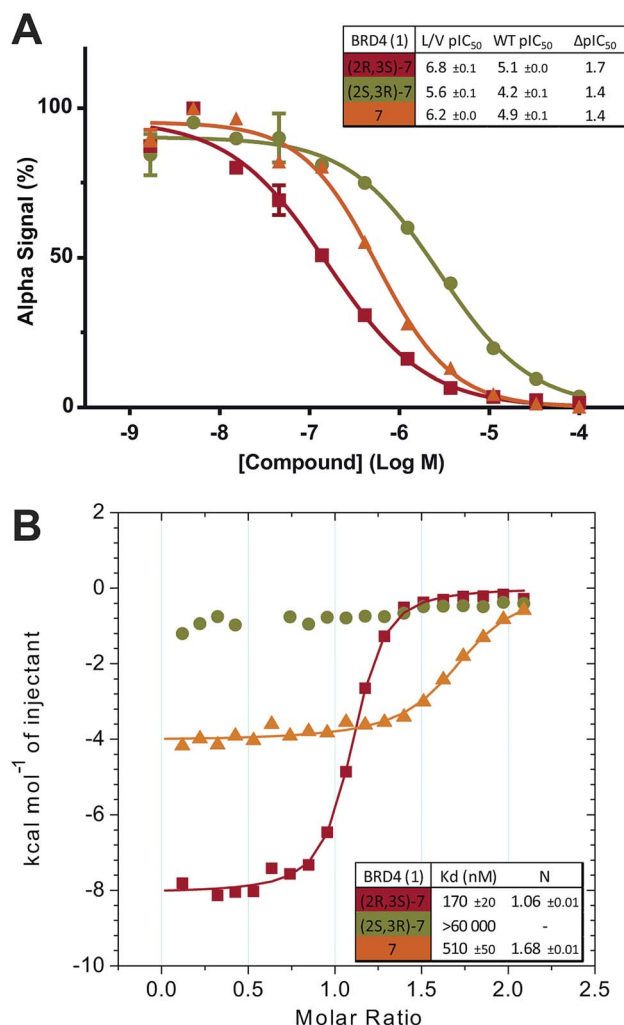 A
BRD4 (1) L/V pIC50 WT pIC50 ΔpIC50
(2R,3S)-7 6.8 ±0.1 5.1 ±0.0 1.7
(2S,3R)-7 5.6 ±0.1 4.2 ±0.1 1.4
7 6.2 ±0.0 4.9 ±0.1 1.4
Alpha Signal (%)
100
50
0
-9 -8 -7 -6 -5 -4
[Compound] (Log M)
B
kcal mol-1 of injectant
2
0
-2
-4
-6
-8
-10
BRD4 (1) Kd (nM) N
(2R,3S)-7 170 ±20 1.06 ±0.01
(2S,3R)-7 >60 000 -
7 510 ±50 1.68 ±0.01
0.0 0.5 1.0 1.5 2.0 2.5
Molar Ratio